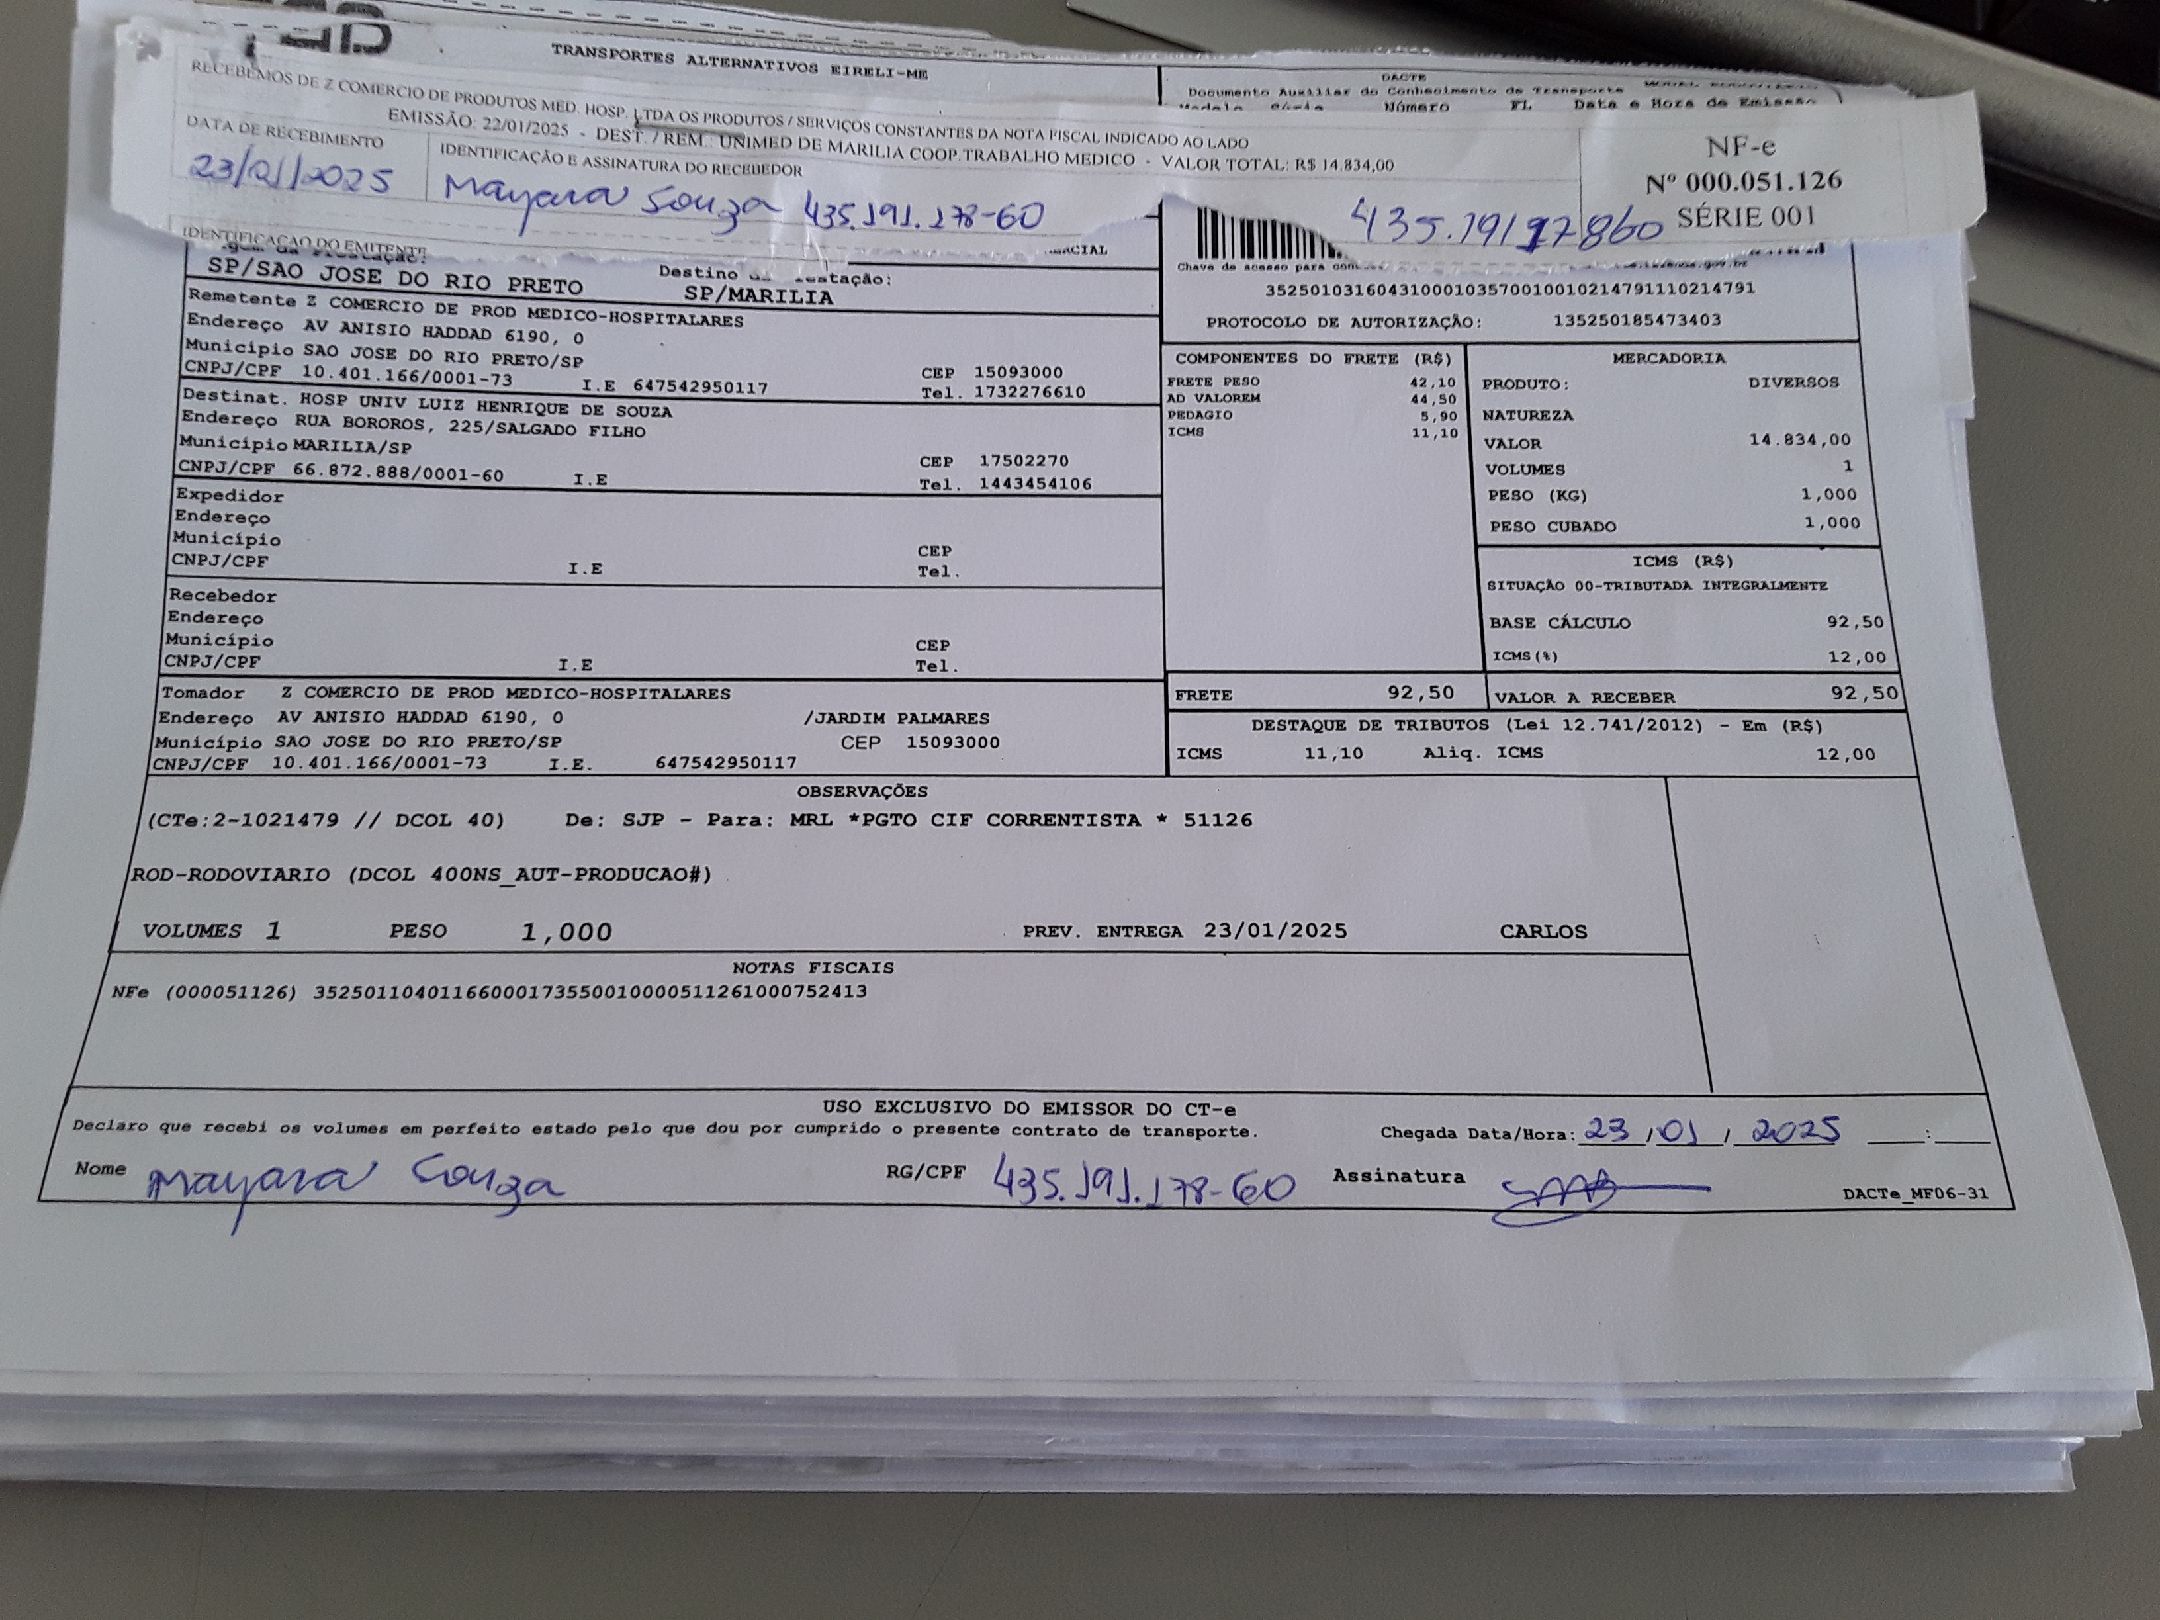 TRANSPORTES ALTERNATIVOS EIRELI-ME
DACTE
Documento Auxiliar do Conhecimento de Transporte
Número FL Data e Hora de Emissão
RECEBEMOS DE Z COMERCIO DE PRODUTOS MED. HOSP. LTDA OS PRODUTOS / SERVIÇOS CONSTANTES DA NOTA FISCAL INDICADO AO LADO
EMISSÃO: 22/01/2025 - DEST. / REM.: UNIMED DE MARILIA COOP.TRABALHO MEDICO - VALOR TOTAL: R$ 14.834,00
DATA DE RECEBIMENTO
23/01/2025
IDENTIFICAÇÃO E ASSINATURA DO RECEBEDOR
Mayara Souza 435.191.178-60
43519117860
NF-e
Nº 000.051.126
SÉRIE 001
IDENTIFICAÇÃO DO EMITENTE
SP/SAO JOSE DO RIO PRETO
Destino
SP/MARILIA
Chave de acesso para
35250103160431000103570010010214791110214791
PROTOCOLO DE AUTORIZAÇÃO: 135250185473403
Remetente Z COMERCIO DE PROD MEDICO-HOSPITALARES
Endereço AV ANISIO HADDAD 6190, 0
Município SAO JOSE DO RIO PRETO/SP
CEP 15093000
CNPJ/CPF 10.401.166/0001-73 I.E 647542950117 Tel. 1732276610
Destinat. HOSP UNIV LUIZ HENRIQUE DE SOUZA
Endereço RUA BOROROS, 225/SALGADO FILHO
Município MARILIA/SP CEP 17502270
CNPJ/CPF 66.872.888/0001-60 I.E Tel. 1443454106
Expedidor
Endereço
Município CEP
CNPJ/CPF I.E Tel.
Recebedor
Endereço
Município CEP
CNPJ/CPF I.E Tel.
Tomador Z COMERCIO DE PROD MEDICO-HOSPITALARES
Endereço AV ANISIO HADDAD 6190, 0 /JARDIM PALMARES
Município SAO JOSE DO RIO PRETO/SP CEP 15093000
CNPJ/CPF 10.401.166/0001-73 I.E. 647542950117
COMPONENTES DO FRETE (R$)
FRETE PESO 42,10
AD VALOREM 44,50
PEDAGIO 5,90
ICMS 11,10
MERCADORIA
PRODUTO: DIVERSOS
NATUREZA
VALOR 14.834,00
VOLUMES 1
PESO (KG) 1,000
PESO CUBADO 1,000
ICMS (R$)
SITUAÇÃO 00-TRIBUTADA INTEGRALMENTE
BASE CÁLCULO 92,50
ICMS(%) 12,00
FRETE 92,50 VALOR A RECEBER 92,50
DESTAQUE DE TRIBUTOS (Lei 12.741/2012) - Em (R$)
ICMS 11,10 Aliq. ICMS 12,00
OBSERVAÇÕES
(CTe:2-1021479 // DCOL 40) De: SJP - Para: MRL *PGTO CIF CORRENTISTA * 51126
ROD-RODOVIARIO (DCOL 400NS_AUT-PRODUCAO#)
VOLUMES 1 PESO 1,000 PREV. ENTREGA 23/01/2025 CARLOS
NOTAS FISCAIS
NFe (000051126) 35250110401166000173550010000511261000752413
USO EXCLUSIVO DO EMISSOR DO CT-e
Declaro que recebi os volumes em perfeito estado pelo que dou por cumprido o presente contrato de transporte. Chegada Data/Hora: 23/01/2025 :
Nome Mayara Souza RG/CPF 435.191.178-60 Assinatura
DACTe_MF06-31